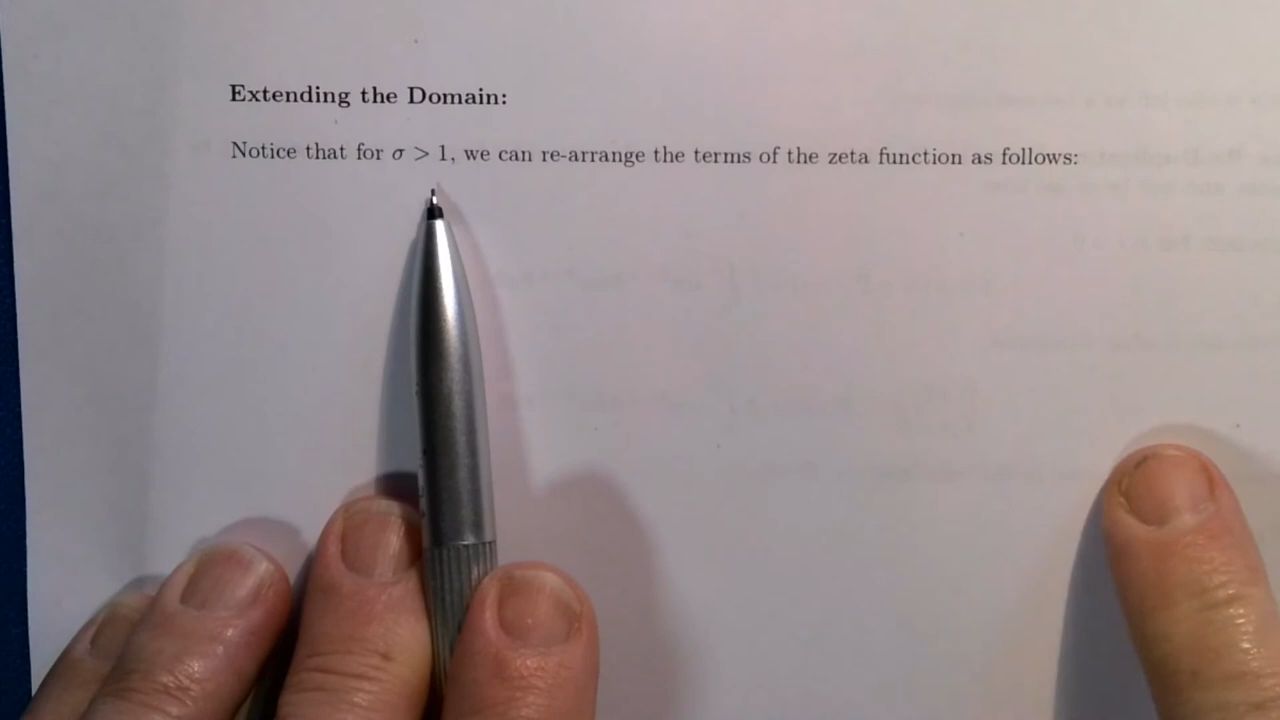 Extending the Domain:
Notice that for σ > 1, we can re-arrange the terms of the zeta function as follows: